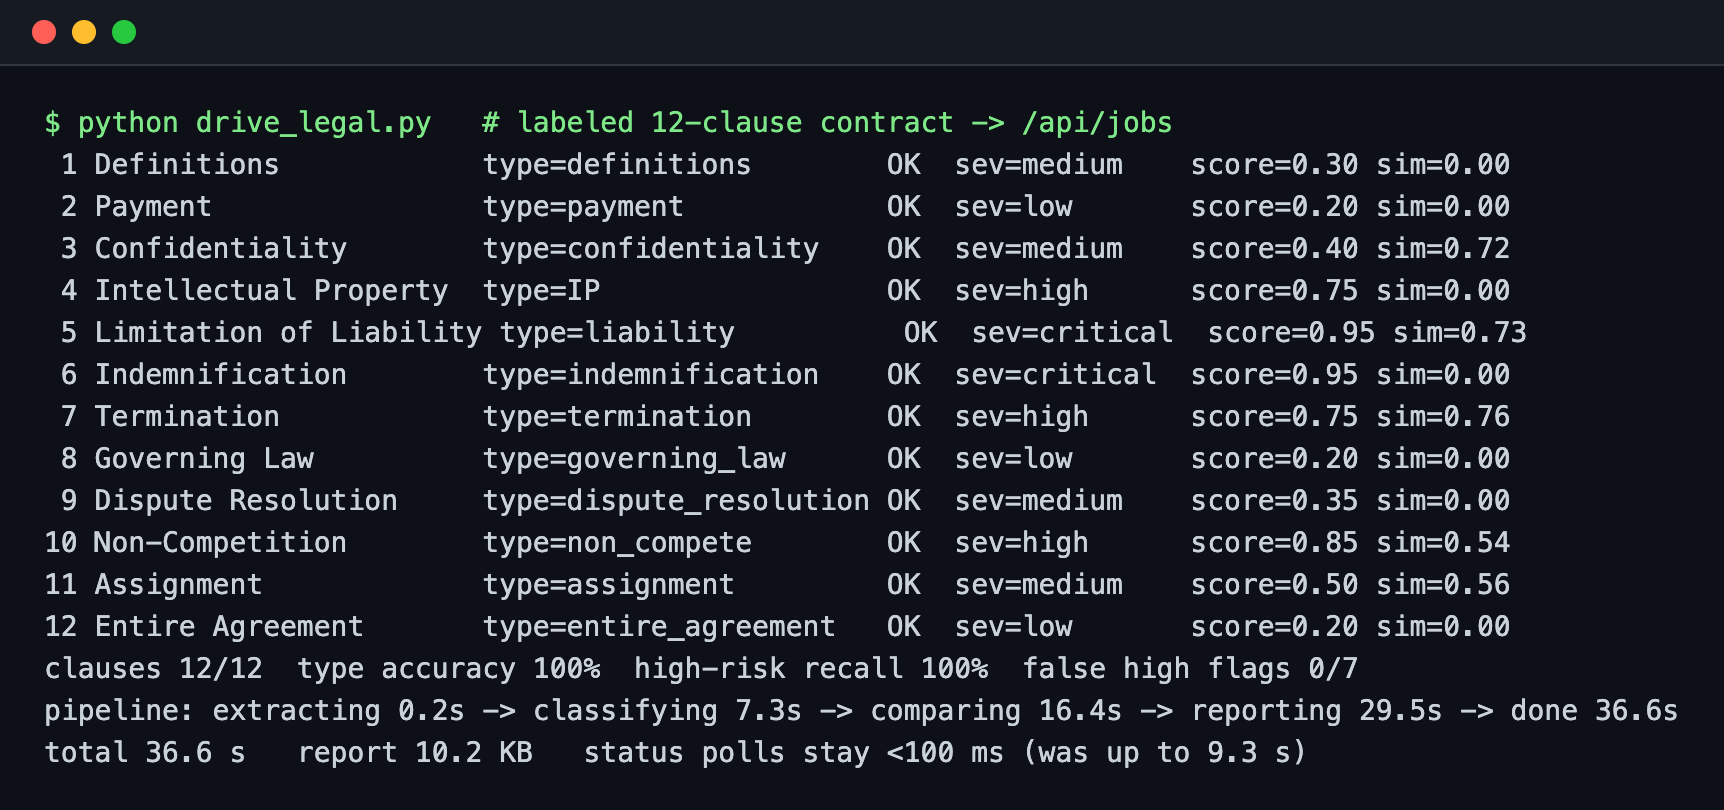 $ python drive_legal.py   # labeled 12-clause contract -> /api/jobs
 1 Definitions            type=definitions        OK  sev=medium    score=0.30 sim=0.00
 2 Payment                type=payment            OK  sev=low       score=0.20 sim=0.00
 3 Confidentiality        type=confidentiality    OK  sev=medium    score=0.40 sim=0.72
 4 Intellectual Property  type=IP                 OK  sev=high      score=0.75 sim=0.00
 5 Limitation of Liability type=liability          OK  sev=critical  score=0.95 sim=0.73
 6 Indemnification        type=indemnification    OK  sev=critical  score=0.95 sim=0.00
 7 Termination            type=termination        OK  sev=high      score=0.75 sim=0.76
 8 Governing Law          type=governing_law      OK  sev=low       score=0.20 sim=0.00
 9 Dispute Resolution     type=dispute_resolution OK  sev=medium    score=0.35 sim=0.00
10 Non-Competition        type=non_compete        OK  sev=high      score=0.85 sim=0.54
11 Assignment             type=assignment         OK  sev=medium    score=0.50 sim=0.56
12 Entire Agreement       type=entire_agreement   OK  sev=low       score=0.20 sim=0.00
clauses 12/12  type accuracy 100%  high-risk recall 100%  false high flags 0/7
pipeline: extracting 0.2s -> classifying 7.3s -> comparing 16.4s -> reporting 29.5s -> done 36.6s
total 36.6 s   report 10.2 KB   status polls stay <100 ms (was up to 9.3 s)